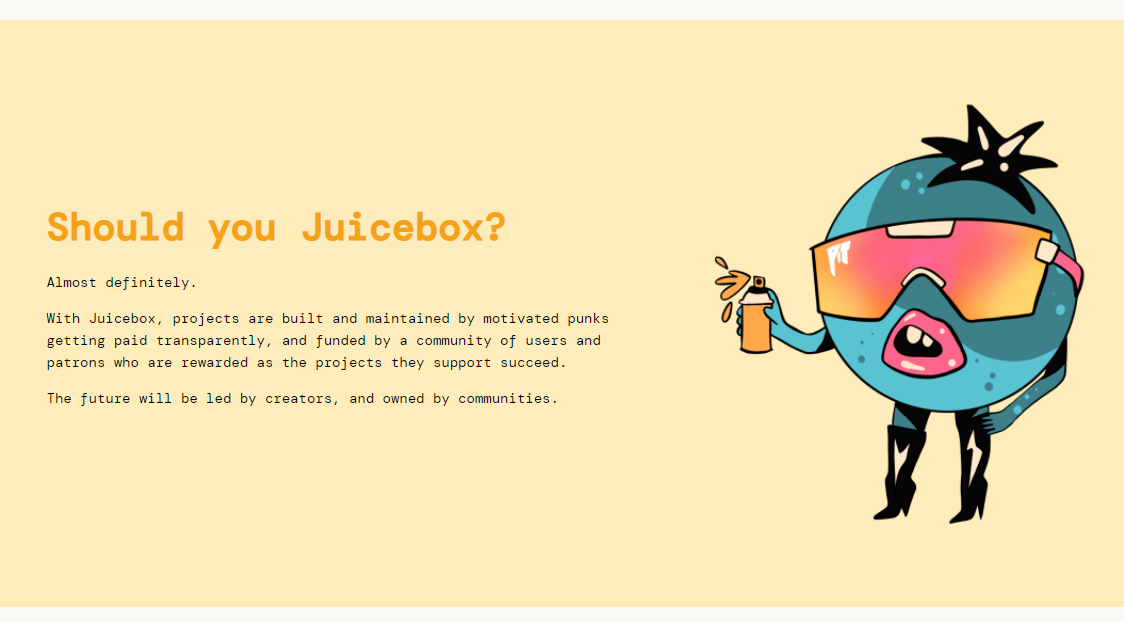 Should you Juicebox?
Almost definitely.
With Juicebox, projects are built and maintained by motivated punks
getting paid transparently, and funded by a community of users and
patrons who are rewarded as the projects they support succeed.
The future will be led by creators, and owned by communities.